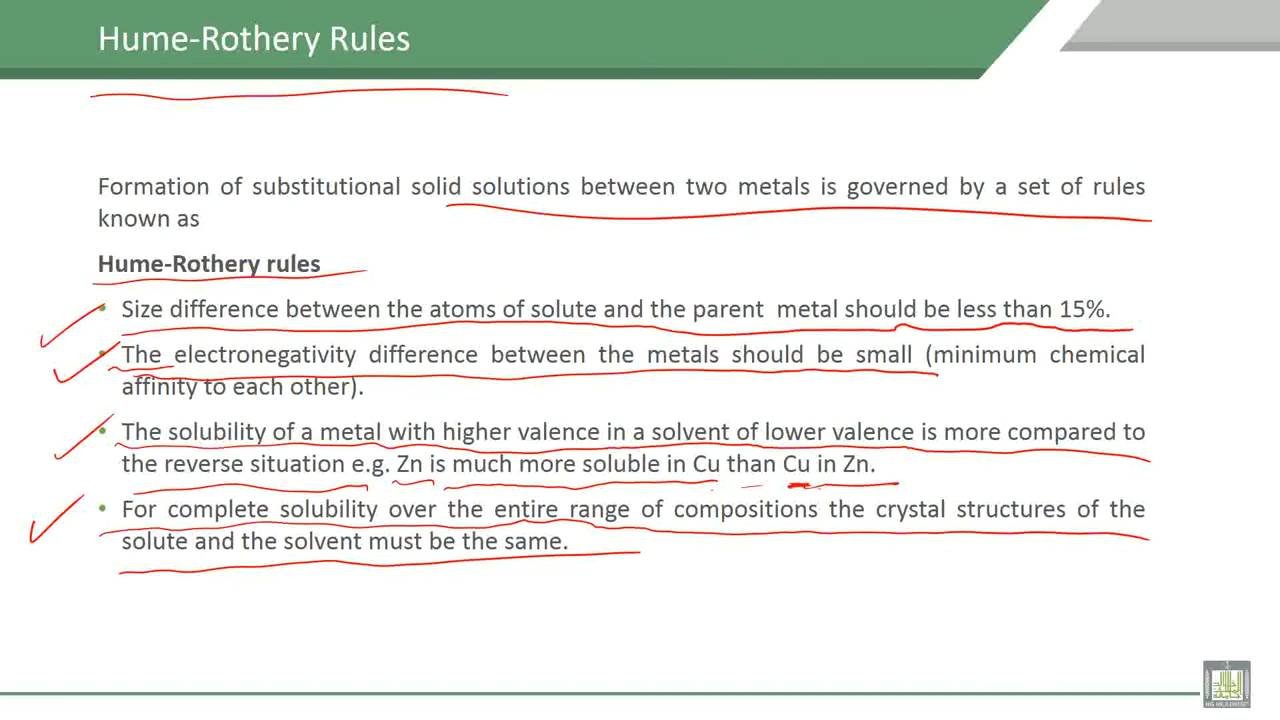 Hume-Rothery Rules
Formation of substitutional solid solutions between two metals is governed by a set of rules
known as
Hume-Rothery rules
• Size difference between the atoms of solute and the parent metal should be less than 15%.
• The electronegativity difference between the metals should be small (minimum chemical
affinity to each other).
• The solubility of a metal with higher valence in a solvent of lower valence is more compared to
the reverse situation e.g. Zn is much more soluble in Cu than Cu in Zn.
• For complete solubility over the entire range of compositions the crystal structures of the
solute and the solvent must be the same.